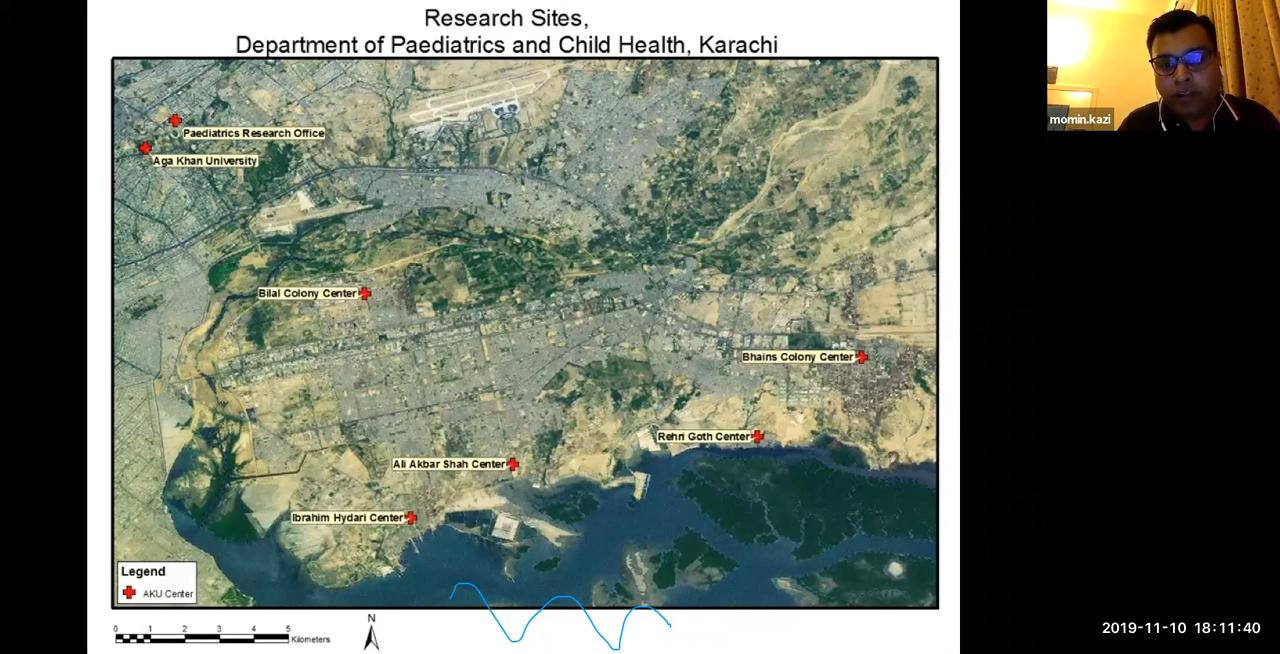 Research Sites,
Department of Paediatrics and Child Health, Karachi
momin.kazi
Paediatrics Research Office
Aga Khan University
Bilal Colony Center
Bhains Colony Center
Rehri Goth Center
Ali Akbar Shah Center
Ibrahim Hydari Center
Legend
AKU Center
0 1 2 3 4 5
Kilometers
N
2019-11-10 18:11:40